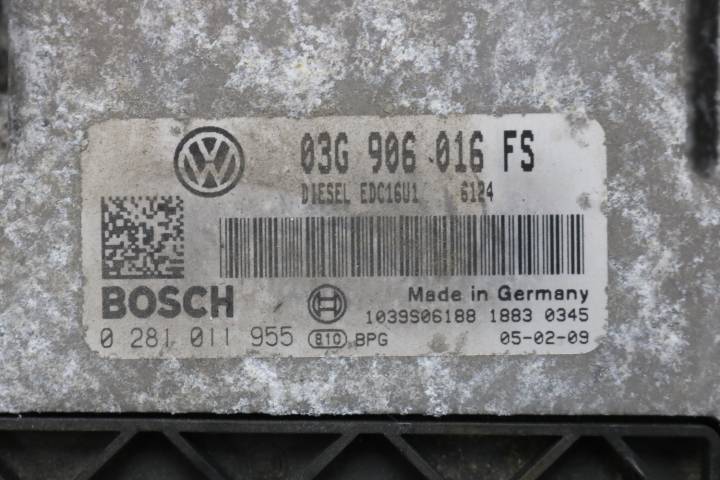 03G 906 016 FS
DIESEL EDC16U1 6124
BOSCH
Made in Germany
1039S06188 1883 0345
0 281 011 955 810 BPG 05-02-09